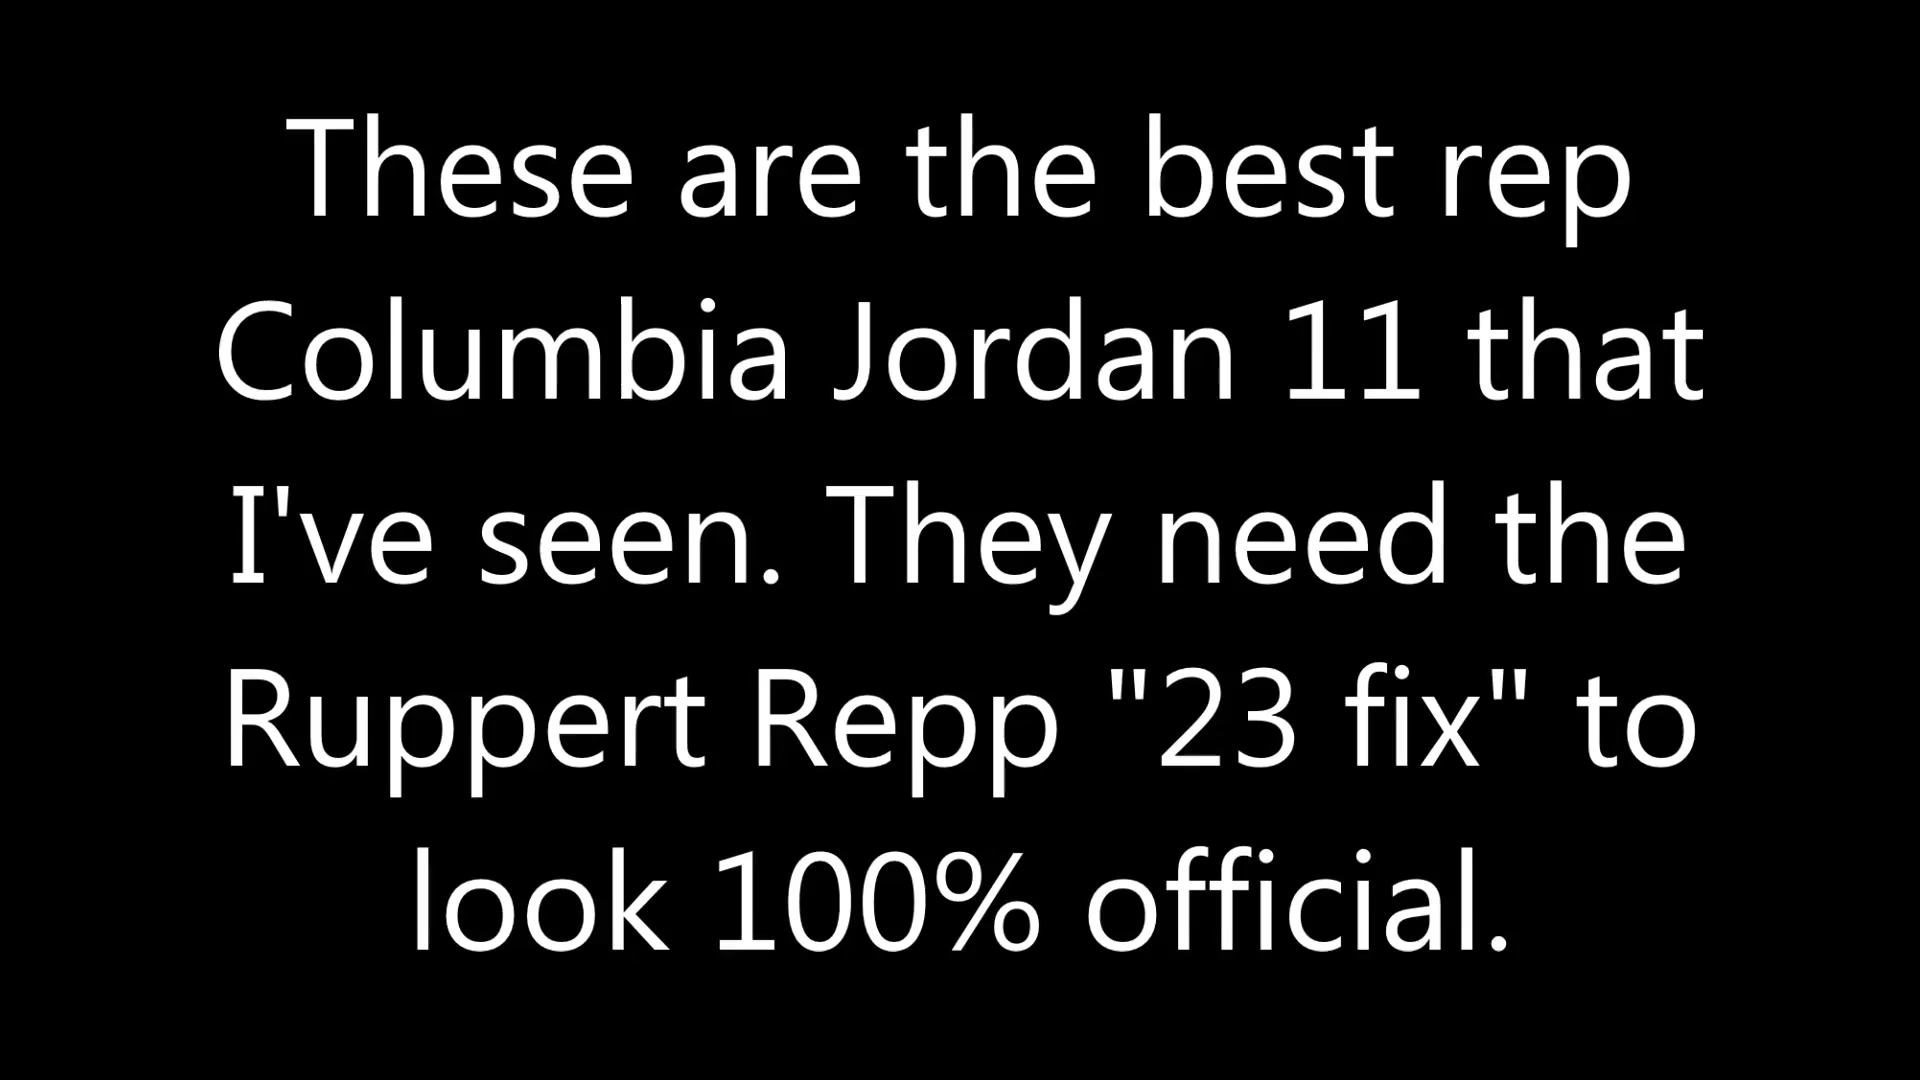 These are the best rep
Columbia Jordan 11 that
I've seen. They need the
Ruppert Repp "23 fix" to
look 100% official.